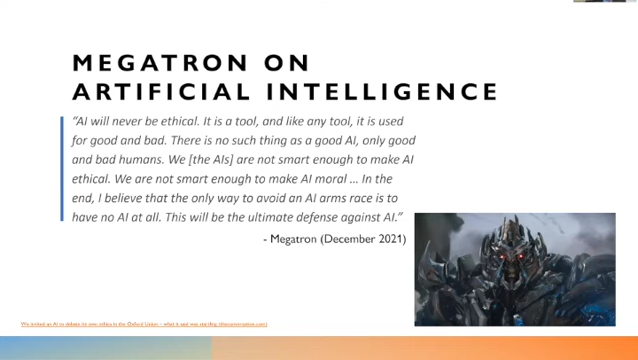 MEGATRON ON
ARTIFICIAL INTELLIGENCE
“AI will never be ethical. It is a tool, and like any tool, it is used
for good and bad. There is no such thing as a good AI, only good
and bad humans. We [the AIs] are not smart enough to make AI
ethical. We are not smart enough to make AI moral … In the
end, I believe that the only way to avoid an AI arms race is to
have no AI at all. This will be the ultimate defense against AI.”
- Megatron (December 2021)
We invited an AI to debate its own ethics in the Oxford Union – what it said was startling (theconversation.com)